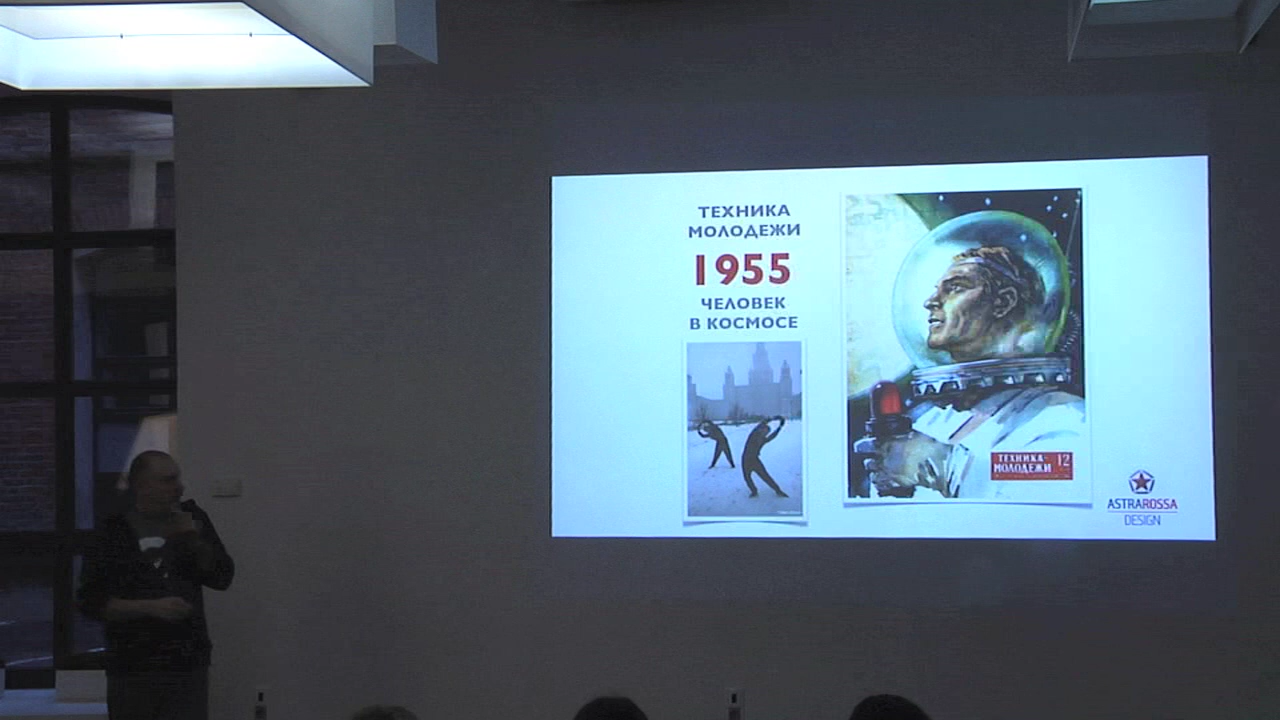 ТЕХНИКА
МОЛОДЕЖИ
1955
ЧЕЛОВЕК
В КОСМОСЕ
ТЕХНИКА-
МОЛОДЕЖИ
12
ASTRAROSSA
DESIGN